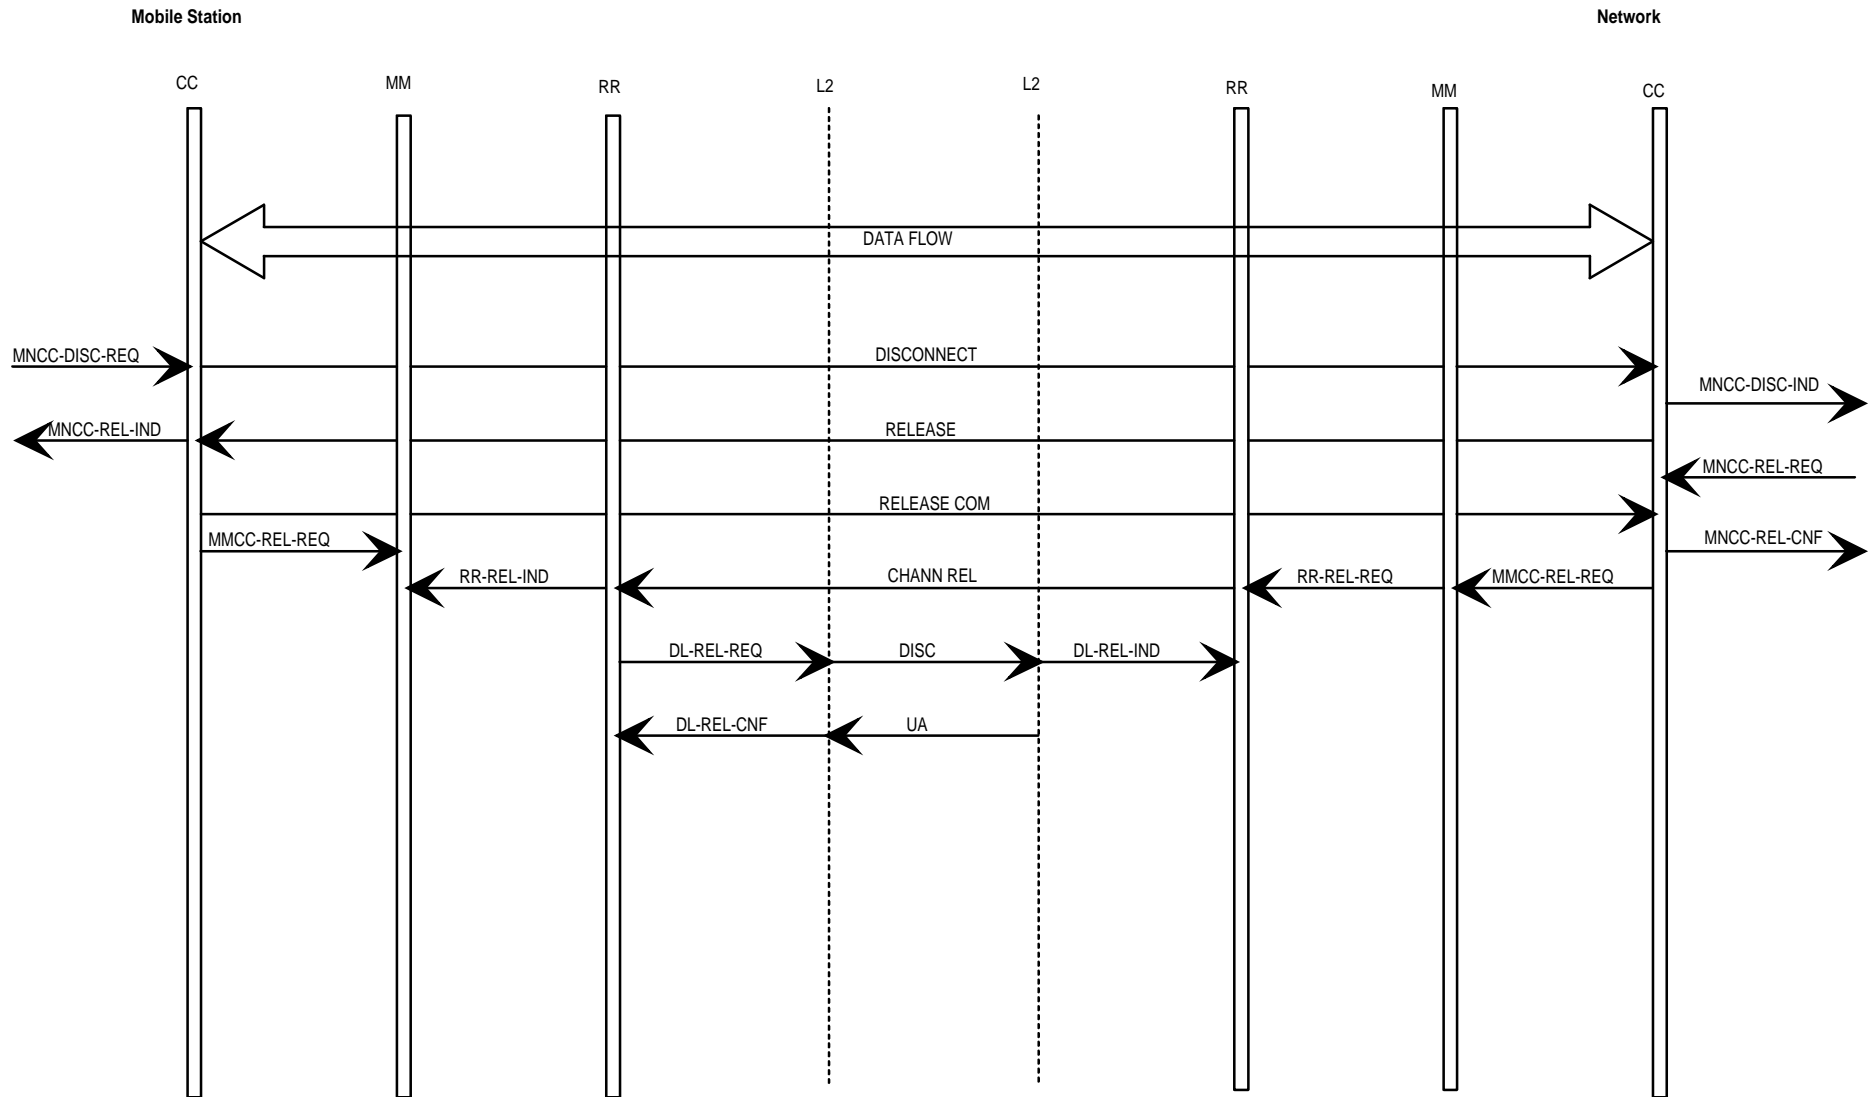 Mobile Station
Network
CC
MM
RR
L2
L2
RR
MM
CC
DATA FLOW
MNCC-DISC-REQ
DISCONNECT
MNCC-DISC-IND
MNCC-REL-IND
RELEASE
MNCC-REL-REQ
RELEASE COM
MMCC-REL-REQ
MNCC-REL-CNF
RR-REL-IND
CHANN REL
RR-REL-REQ
MMCC-REL-REQ
DL-REL-REQ
DISC
DL-REL-IND
DL-REL-CNF
UA